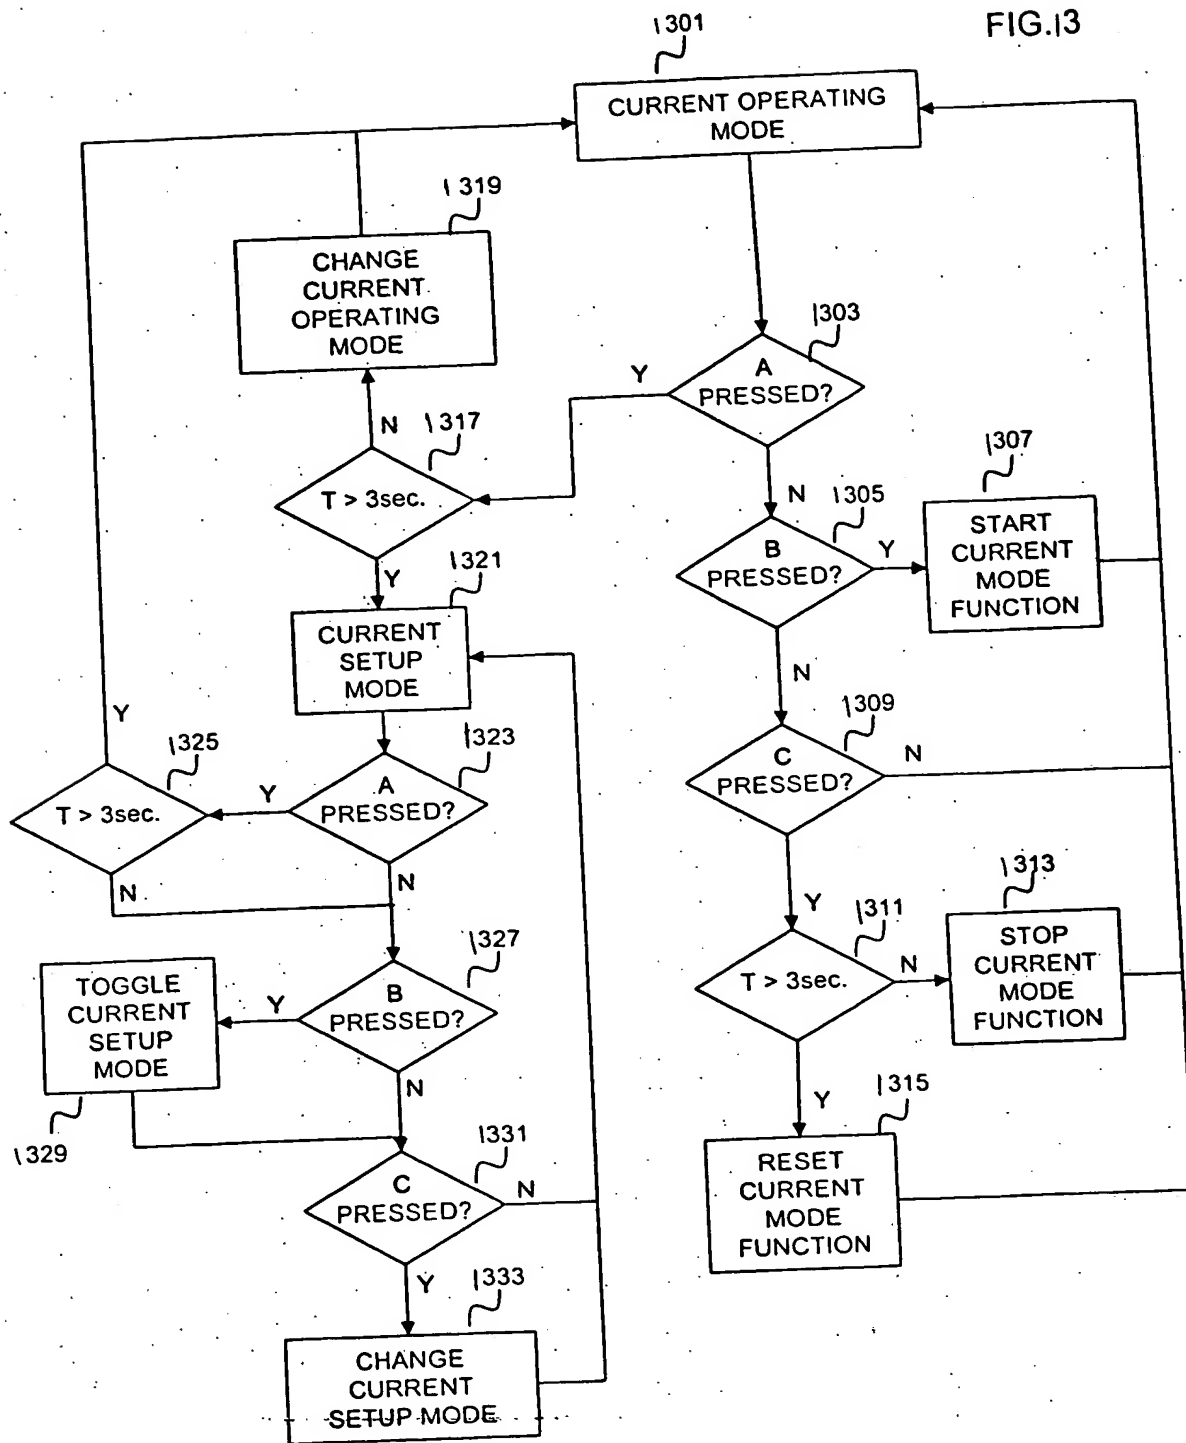 FIG.13
1301
CURRENT OPERATING
MODE
1319
CHANGE
CURRENT
OPERATING
MODE
1303
A
PRESSED?
Y
N
1317
T > 3sec.
N
Y
1305
B
PRESSED?
Y
N
1307
START
CURRENT
MODE
FUNCTION
1321
CURRENT
SETUP
MODE
1309
C
PRESSED?
N
Y
1323
A
PRESSED?
Y
N
1325
T > 3sec.
Y
N
1311
T > 3sec.
N
Y
1313
STOP
CURRENT
MODE
FUNCTION
1327
B
PRESSED?
Y
N
TOGGLE
CURRENT
SETUP
MODE
1329
1315
RESET
CURRENT
MODE
FUNCTION
1331
C
PRESSED?
N
Y
1333
CHANGE
CURRENT
SETUP MODE